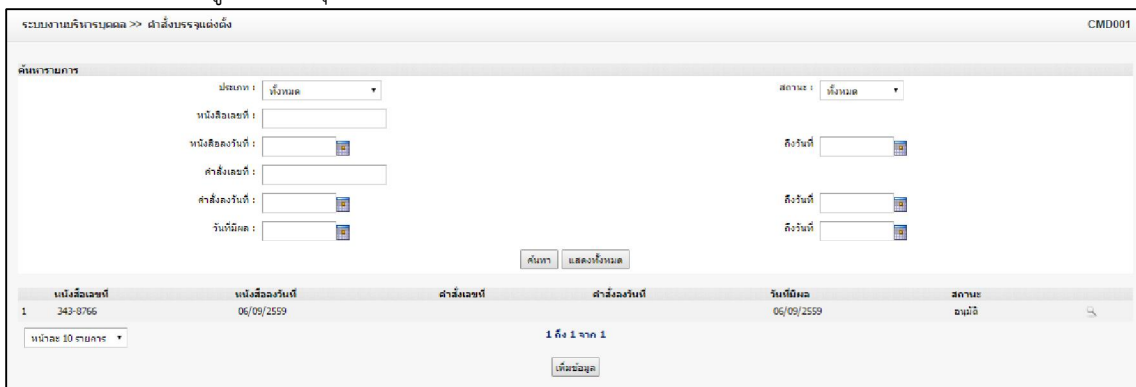 ระบบงานบริหารบุคคล >> คำสั่งบรรจุแต่งตั้ง CMD001
ค้นหารายการ
ประเภท : ทั้งหมด สถานะ : ทั้งหมด
หนังสือเลขที่ :
หนังสือลงวันที่ : ถึงวันที่
คำสั่งเลขที่ :
คำสั่งลงวันที่ : ถึงวันที่
วันที่มีผล : ถึงวันที่
ค้นหา แสดงทั้งหมด
หนังสือเลขที่ หนังสือลงวันที่ คำสั่งเลขที่ คำสั่งลงวันที่ วันที่มีผล สถานะ
1 343-8766 06/09/2559 06/09/2559 อนุมัติ
หน้าละ 10 รายการ 1 ถึง 1 จาก 1
เพิ่มข้อมูล